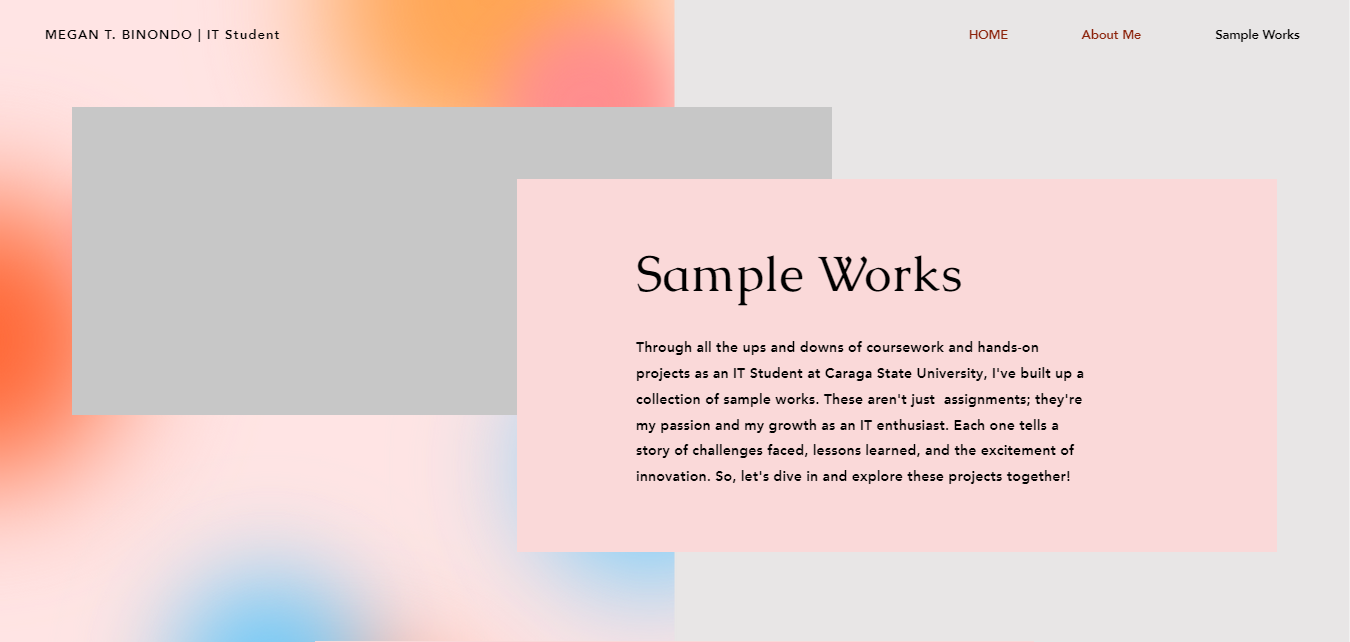 MEGAN T. BINONDO | IT Student
HOME
About Me
Sample Works
Sample Works
Through all the ups and downs of coursework and hands-on
projects as an IT Student at Caraga State University, I've built up a
collection of sample works. These aren't just  assignments; they're
my passion and my growth as an IT enthusiast. Each one tells a
story of challenges faced, lessons learned, and the excitement of
innovation. So, let's dive in and explore these projects together!